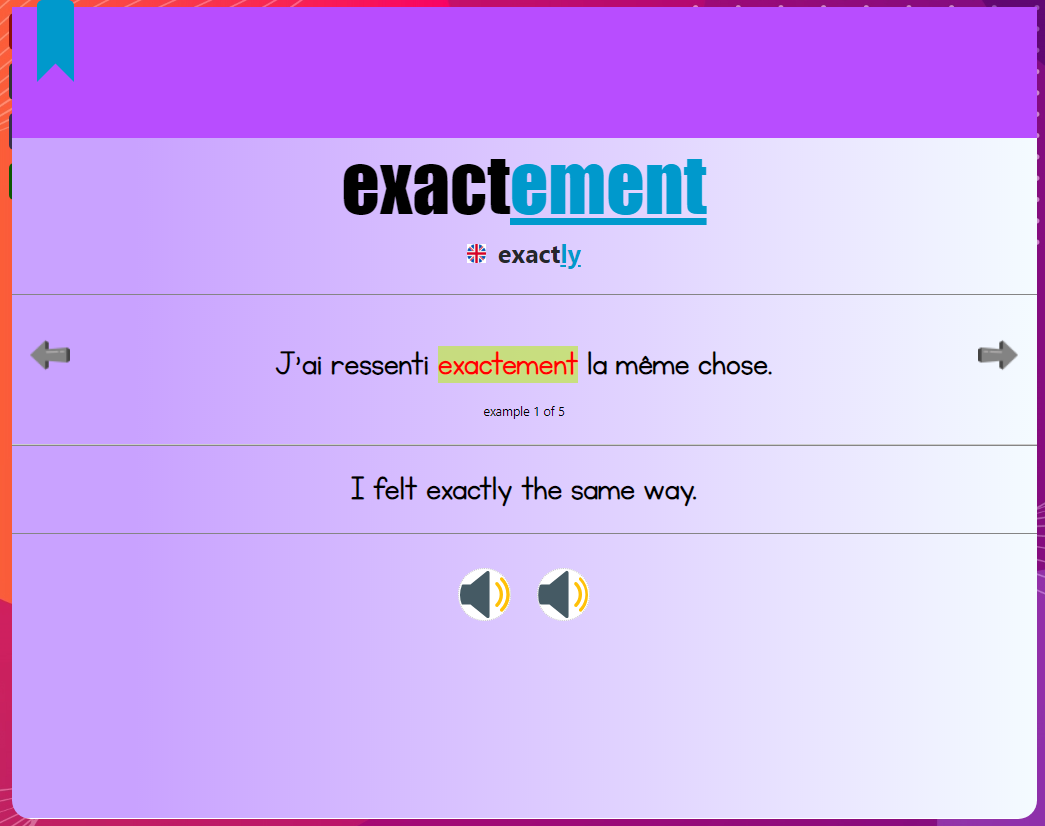 exactement
exactly
J'ai ressenti exactement la même chose.
example 1 of 5
I felt exactly the same way.